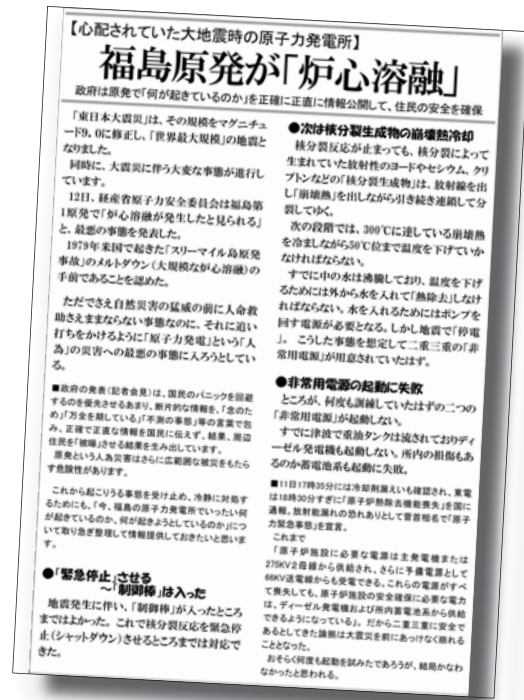 【心配されていた大地震時の原子力発電所】
福島原発が「炉心溶融」
政府は原発で「何が起きているのか」を正確に正直に情報公開して、住民の安全を確保
「東日本大震災」は、その規模をマグニチュ
ード9.0に修正し、「世界最大規模」の地震と
なりました。
同時に、大震災に伴う大変な事態が進行し
ています。
12日、経産省原子力安全委員会は福島第
1原発で「炉心溶融が発生したと見られる」
と、最悪の事態を発表した。
1979年米国で起きた「スリーマイル島原発
事故」のメルトダウン(大規模な炉心溶融)の
手前であることを認めた。
ただでさえ自然災害の猛威の前に人命救
助さえままならない事態なのに、それに追い
打ちをかけるように「原子力発電」という「人
為」の災害への最悪の事態に入ろうとしてい
る。
■政府の発表(記者会見)は、国民のパニックを回避
するのを優先させるあまり、断片的な情報を、「念のた
め」「万全を期している」「不測の事態」等の言葉で包
み、正確で正直な情報を国民に伝えず、結果、周辺
住民を「被曝」させる結果を生み出しています。
原発という人為災害はさらに広範囲な被災をもたら
す危険性があります。
これから起こりうる事態を受け止め、冷静に対処す
るためにも、「今、福島の原子力発電所でいったい何
が起きているのか、何が起きようとしているのか」につ
いて取り急ぎ整理して情報提供しておきたいと思いま
す。
●「緊急停止」させる
～「制御棒」は入った
地震発生に伴い、「制御棒」が入ったところ
まではよかった。これで核分裂反応を緊急停
止(シャットダウン)させるところまでは対応で
きた。
●次は核分裂生成物の崩壊熱冷却
核分裂反応が止まっても、核分裂によって
生まれていた放射性のヨードやセシウム、クリ
プトンなどの「核分裂生成物」は、放射線を出
し「崩壊熱」を出しながら引き続き連鎖して分
裂してゆく。
次の段階では、300℃に達している崩壊熱
を冷ましながら50℃位まで温度を下げていか
なければならない。
すでに中の水は沸騰しており、温度を下げ
るためには外から水を入れて「熱除去」しなけ
ればならない。水を入れるためにはポンプを
回す電源が必要となる。しかし地震で「停電
」。 こうした事態を想定して二重三重の「非
常用電源」が用意されていたはず。
●非常用電源の起動に失敗
ところが、何度も訓練していたはずの二つの
「非常用電源」が起動しない。
すでに津波で重油タンクは流されておりディ
ーゼル発電機も起動しない。所内の損傷もあ
るのか蓄電池系も起動に失敗。
■11日17時35分には冷却剤漏えいも確認され、東電
は18時30分すぎに「原子炉熱除去機能喪失」を国に
通報。放射能漏れの恐れありとして菅首相名で「原子
力緊急事態」を宣言。
これまで
「原子炉施設に必要な電源は主発電機または
275KV2母線から供給され、さらに予備電源として
66KV送電線からも受電できる。これらの電源がすべ
て喪失しても、原子炉施設の安全確保に必要な電力
は、ディーゼル発電機および所内蓄電池系から供給
できるようになっている」。だから二重三重に安全で
あるとしてきた論拠は大震災を前にあっけなく崩れる
こととなった。
おそらく何度も起動を試みたであろうが、結局かなわ
なかったと思われる。